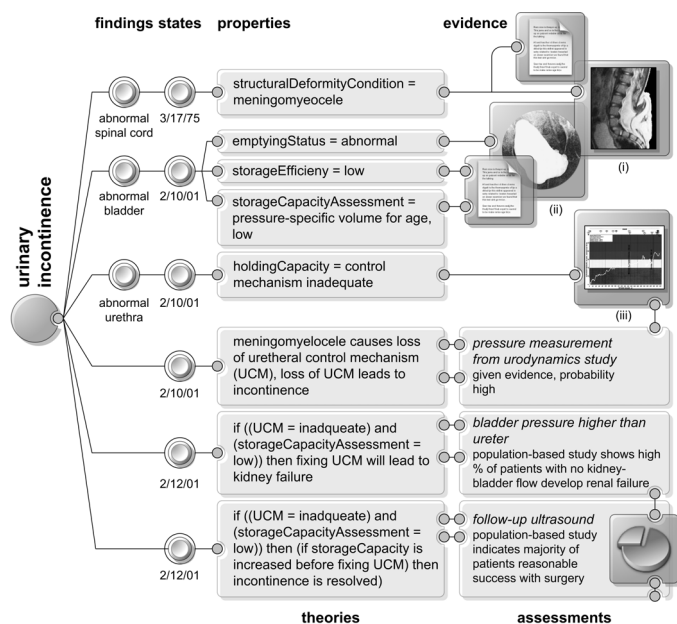 findings states properties evidence
abnormal
spinal cord
3/17/75
structuralDeformityCondition =
meningomyeocele
(i)
abnormal
bladder
2/10/01
emptyingStatus = abnormal
storageEfficieny = low
storageCapacityAssessment =
pressure-specific volume for age,
low
(ii)
urinary
incontinence
abnormal
urethra
2/10/01
holdingCapacity = control
mechanism inadequate
(iii)
2/10/01
meningomyelocele causes loss
of uretheral control mechanism
(UCM), loss of UCM leads to
incontinence
pressure measurement
from urodynamics study
given evidence, probability
high
2/12/01
if ((UCM = inadqueate) and
(storageCapacityAssessment =
low)) then fixing UCM will lead to
kidney failure
bladder pressure higher than
ureter
population-based study shows high
% of patients with no kidney-
bladder flow develop renal failure
2/12/01
if ((UCM = inadqueate) and
(storageCapacityAssessment =
low)) then (if storageCapacity is
increased before fixing UCM) then
incontinence is resolved)
follow-up ultrasound
population-based study
indicates majority of
patients reasonable
success with surgery
theories assessments